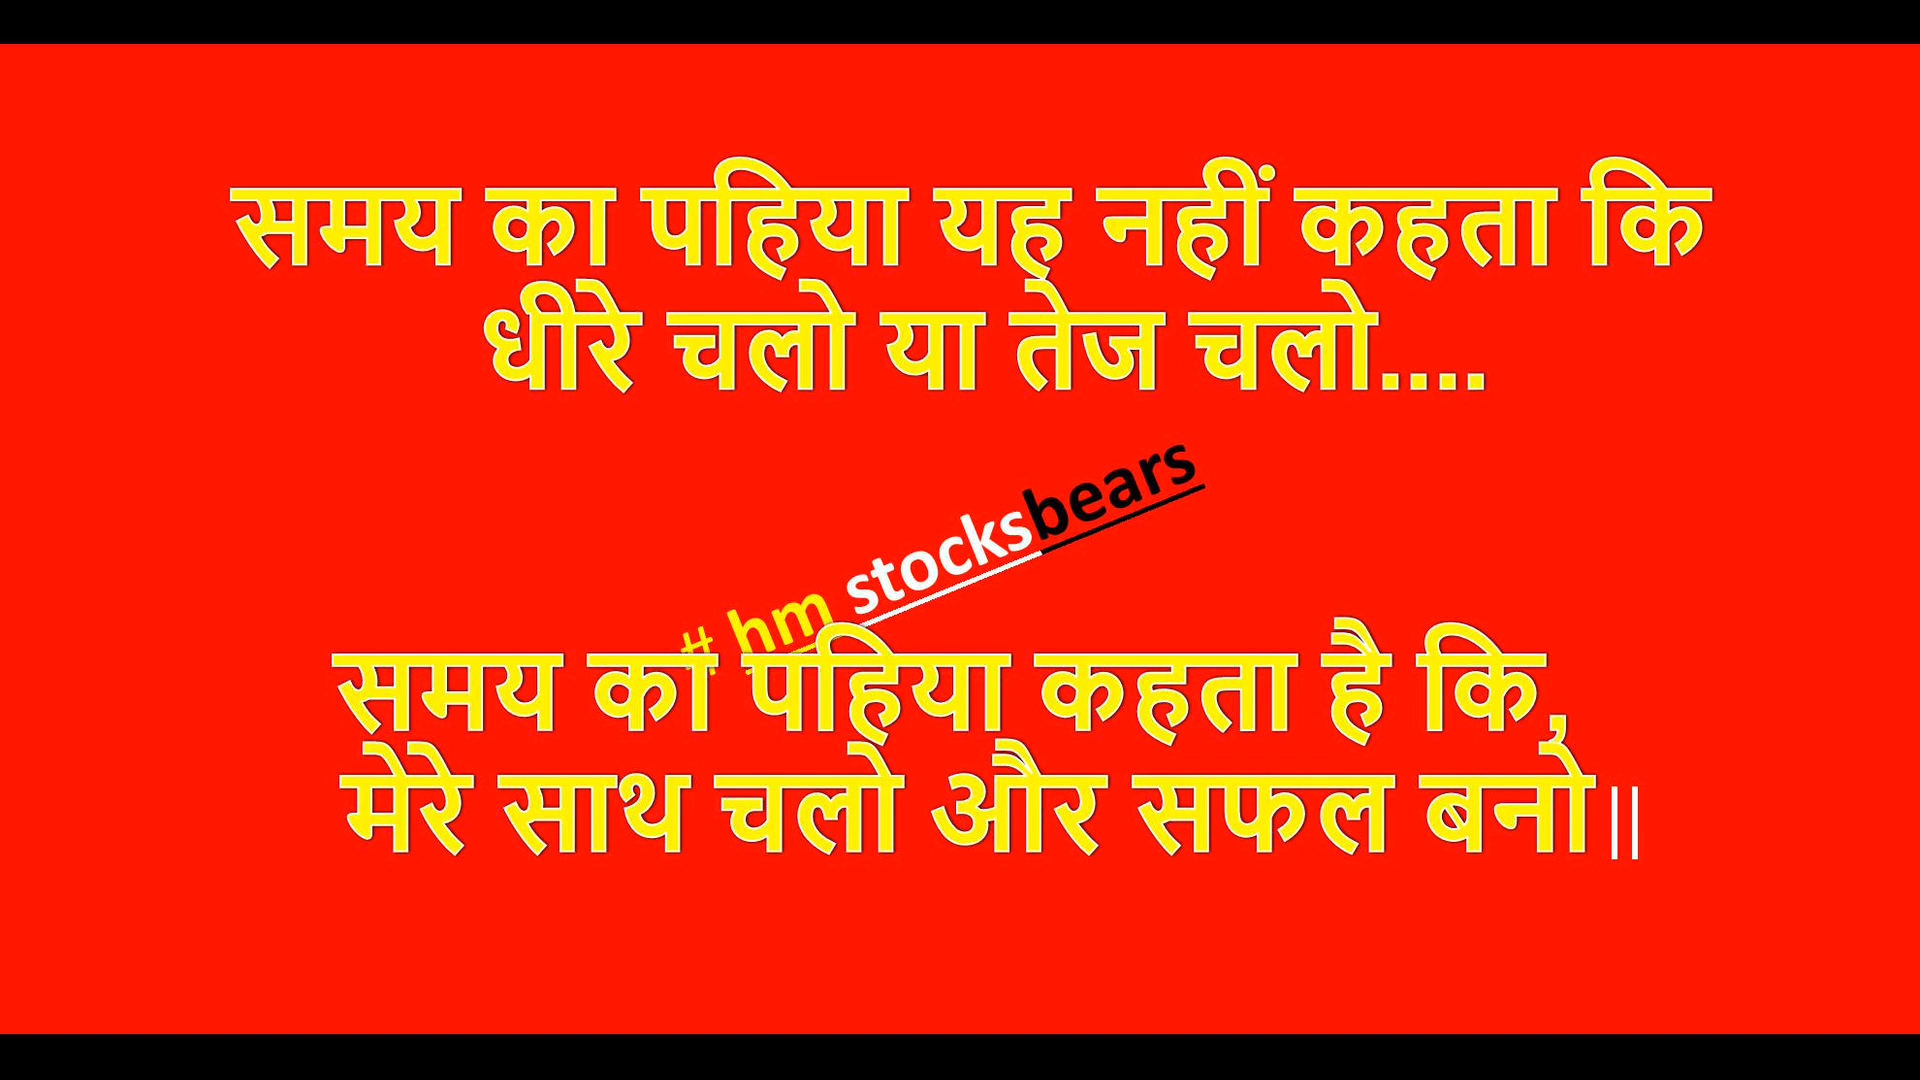 समय का पहिया यह नहीं कहता कि
धीरे चलो या तेज चलो....
# hm stocksbears
समय का पहिया कहता है कि,
मेरे साथ चलो और सफल बनो||